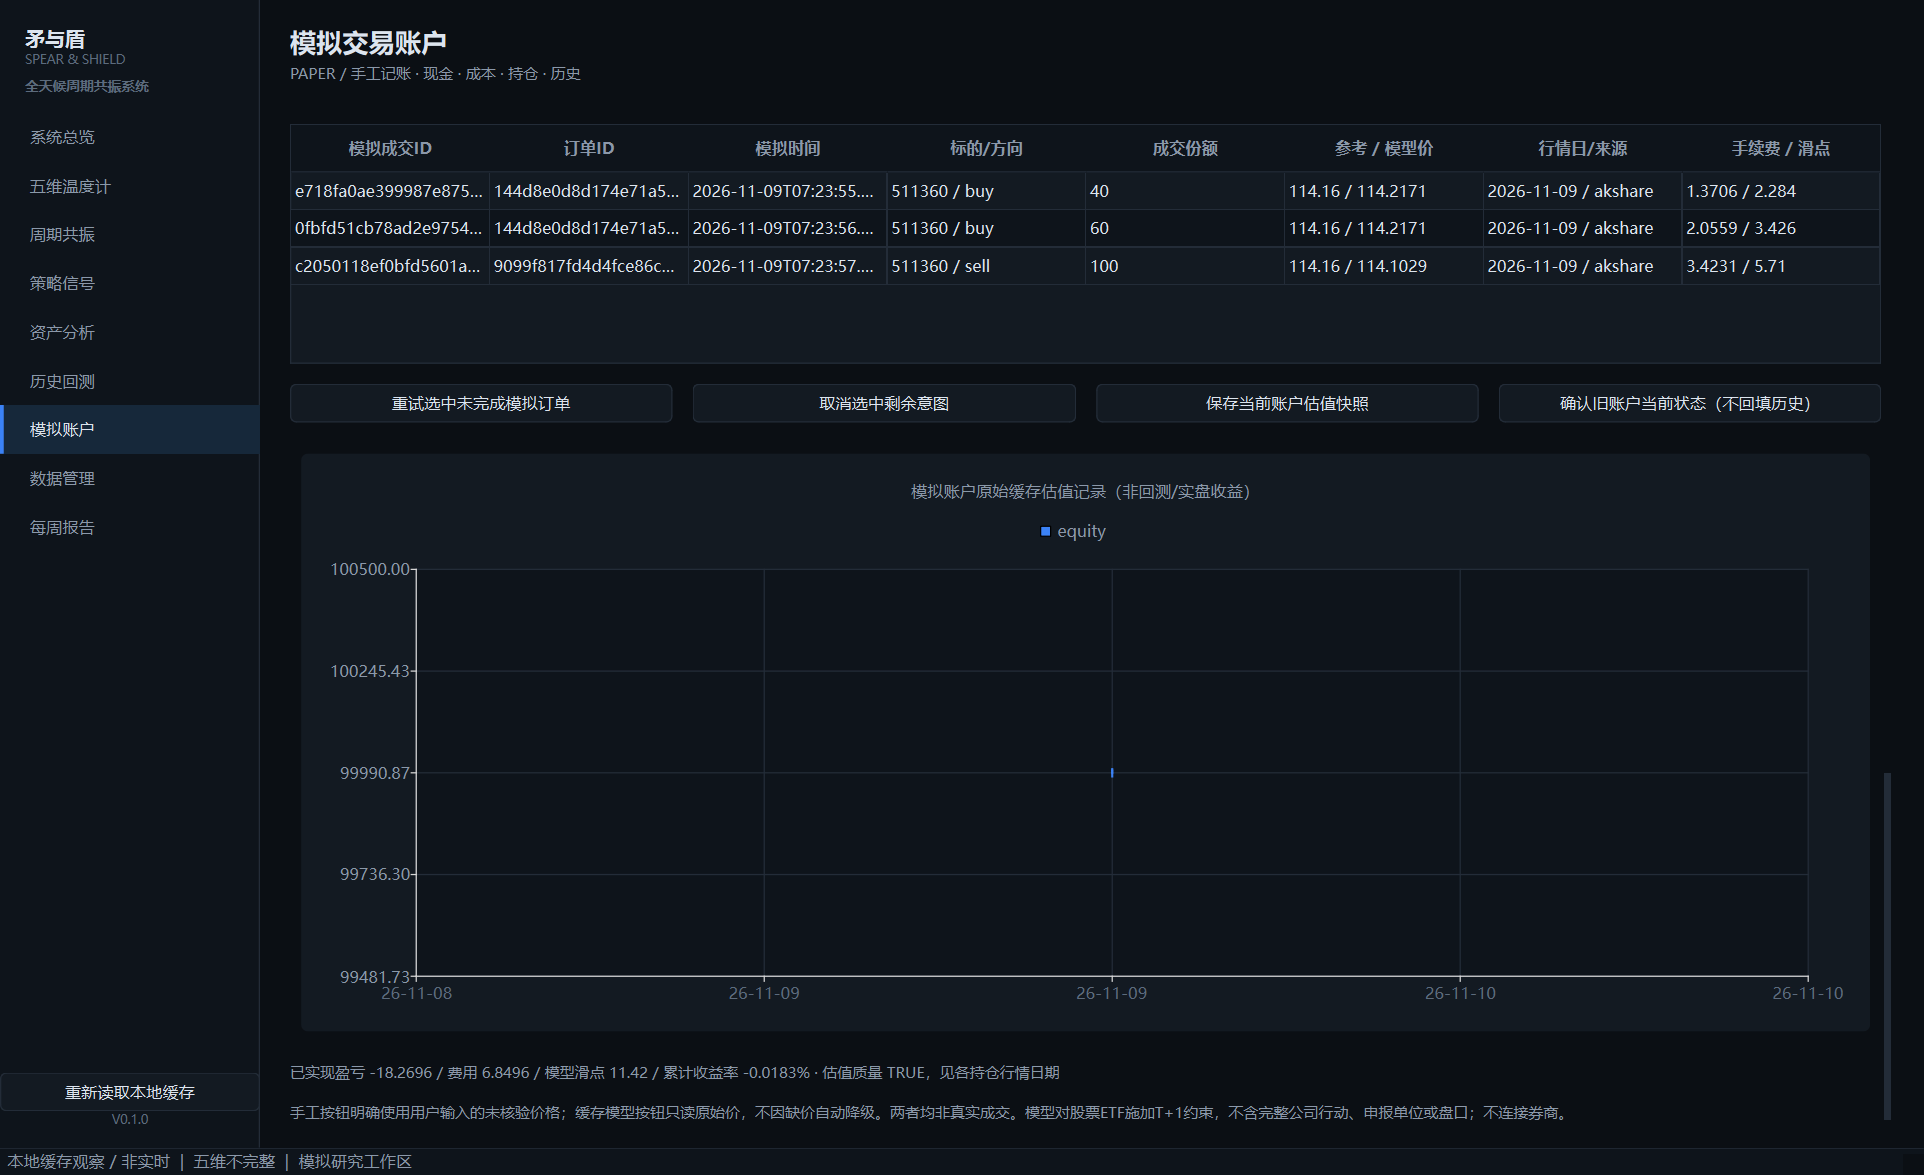 矛与盾
SPEAR & SHIELD
全天候周期共振系统
系统总览
五维温度计
周期共振
策略信号
资产分析
历史回测
模拟账户
数据管理
每周报告
重新读取本地缓存
V0.1.0
模拟交易账户
PAPER / 手工记账 · 现金 · 成本 · 持仓 · 历史
模拟成交ID 订单ID 模拟时间 标的/方向 成交份额 参考 / 模型价 行情日/来源 手续费 / 滑点
e718fa0ae399987e875... 144d8e0d8d174e71a5... 2026-11-09T07:23:55.... 511360 / buy 40 114.16 / 114.2171 2026-11-09 / akshare 1.3706 / 2.284
0fbfd51cb78ad2e9754... 144d8e0d8d174e71a5... 2026-11-09T07:23:56.... 511360 / buy 60 114.16 / 114.2171 2026-11-09 / akshare 2.0559 / 3.426
c2050118ef0bfd5601a... 9099f817fd4d4fce86c... 2026-11-09T07:23:57.... 511360 / sell 100 114.16 / 114.1029 2026-11-09 / akshare 3.4231 / 5.71
重试选中未完成模拟订单 取消选中剩余意图 保存当前账户估值快照 确认旧账户当前状态（不回填历史）
模拟账户原始缓存估值记录（非回测/实盘收益）
equity
100500.00
100245.43
99990.87
99736.30
99481.73
26-11-08 26-11-09 26-11-09 26-11-10 26-11-10
已实现盈亏 -18.2696 / 费用 6.8496 / 模型滑点 11.42 / 累计收益率 -0.0183% · 估值质量 TRUE，见各持仓行情日期
手工按钮明确使用用户输入的未核验价格；缓存模型按钮只读原始价，不因缺价自动降级。两者均非真实成交。模型对股票ETF施加T+1约束，不含完整公司行动、申报单位或盘口；不连接券商。
本地缓存观察 / 非实时 | 五维不完整 | 模拟研究工作区